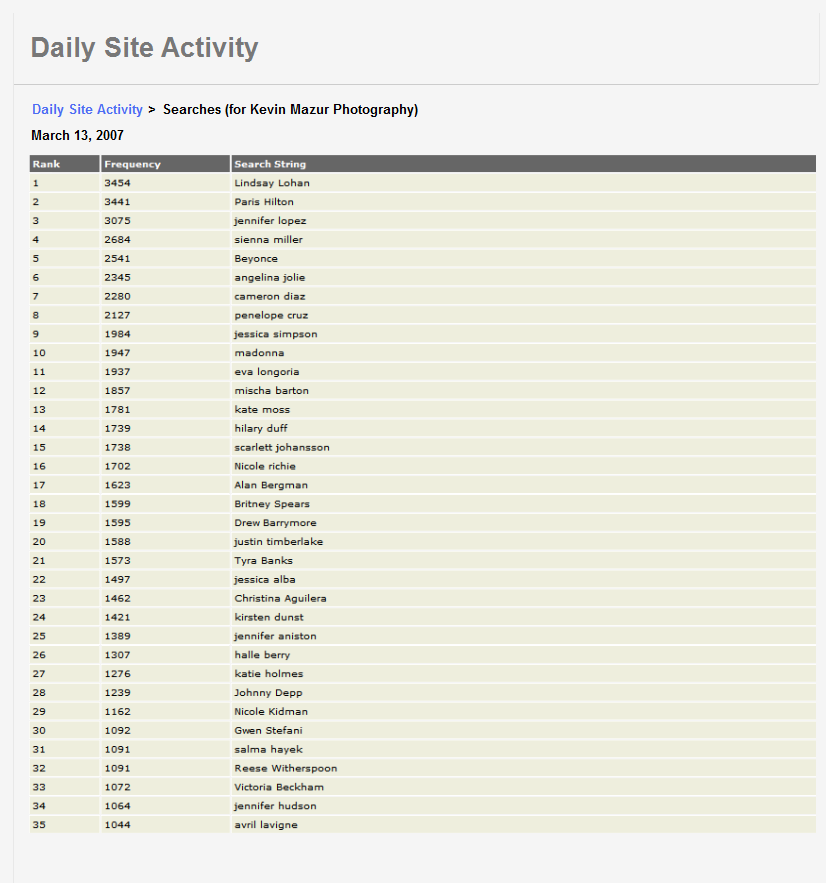 Daily Site Activity
Daily Site Activity > Searches (for Kevin Mazur Photography)
March 13, 2007
Rank Frequency Search String
1 3454 Lindsay Lohan
2 3441 Paris Hilton
3 3075 jennifer lopez
4 2684 sienna miller
5 2541 Beyonce
6 2345 angelina jolie
7 2280 cameron diaz
8 2127 penelope cruz
9 1984 jessica simpson
10 1947 madonna
11 1937 eva longoria
12 1857 mischa barton
13 1781 kate moss
14 1739 hilary duff
15 1738 scarlett johansson
16 1702 Nicole richie
17 1623 Alan Bergman
18 1599 Britney Spears
19 1595 Drew Barrymore
20 1588 justin timberlake
21 1573 Tyra Banks
22 1497 jessica alba
23 1462 Christina Aguilera
24 1421 kirsten dunst
25 1389 jennifer aniston
26 1307 halle berry
27 1276 katie holmes
28 1239 Johnny Depp
29 1162 Nicole Kidman
30 1092 Gwen Stefani
31 1091 salma hayek
32 1091 Reese Witherspoon
33 1072 Victoria Beckham
34 1064 jennifer hudson
35 1044 avril lavigne